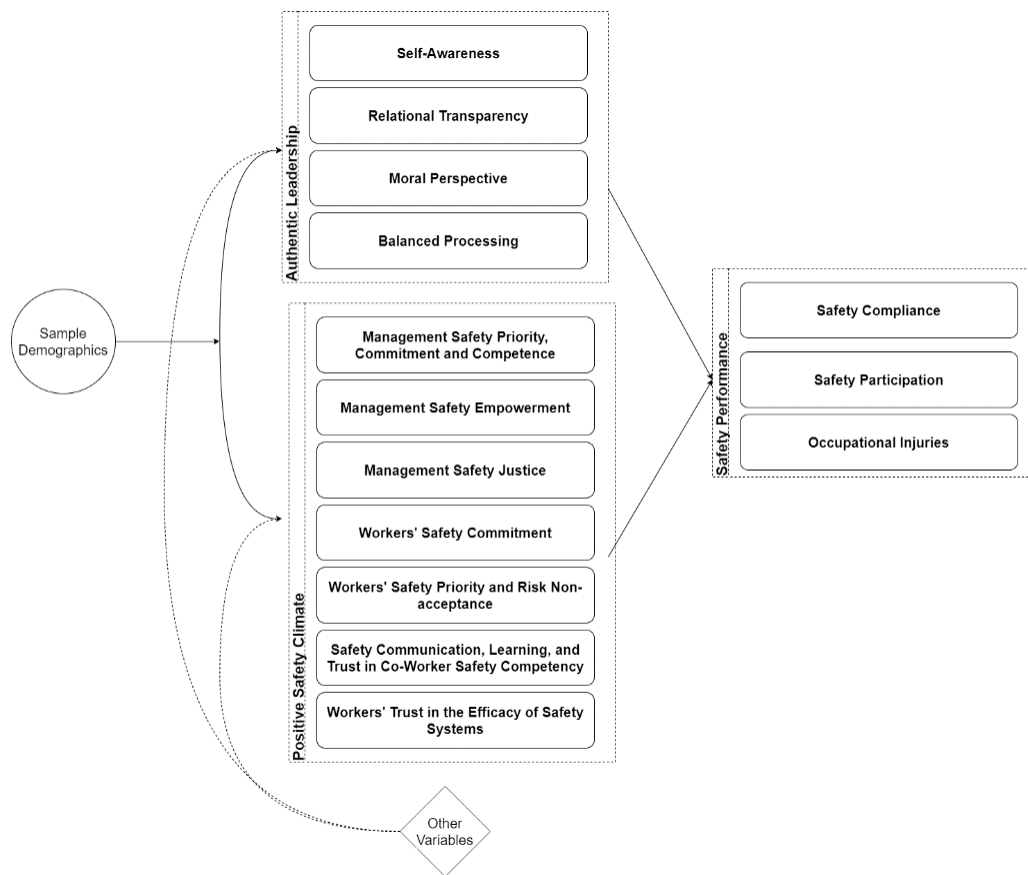 Authentic Leadership
Self-Awareness
Relational Transparency
Moral Perspective
Balanced Processing
Sample
Demographics
Positive Safety Climate
Management Safety Priority,
Commitment and Competence
Management Safety Empowerment
Management Safety Justice
Workers' Safety Commitment
Workers' Safety Priority and Risk Non-
acceptance
Safety Communication, Learning, and
Trust in Co-Worker Safety Competency
Workers' Trust in the Efficacy of Safety
Systems
Safety Performance
Safety Compliance
Safety Participation
Occupational Injuries
Other
Variables